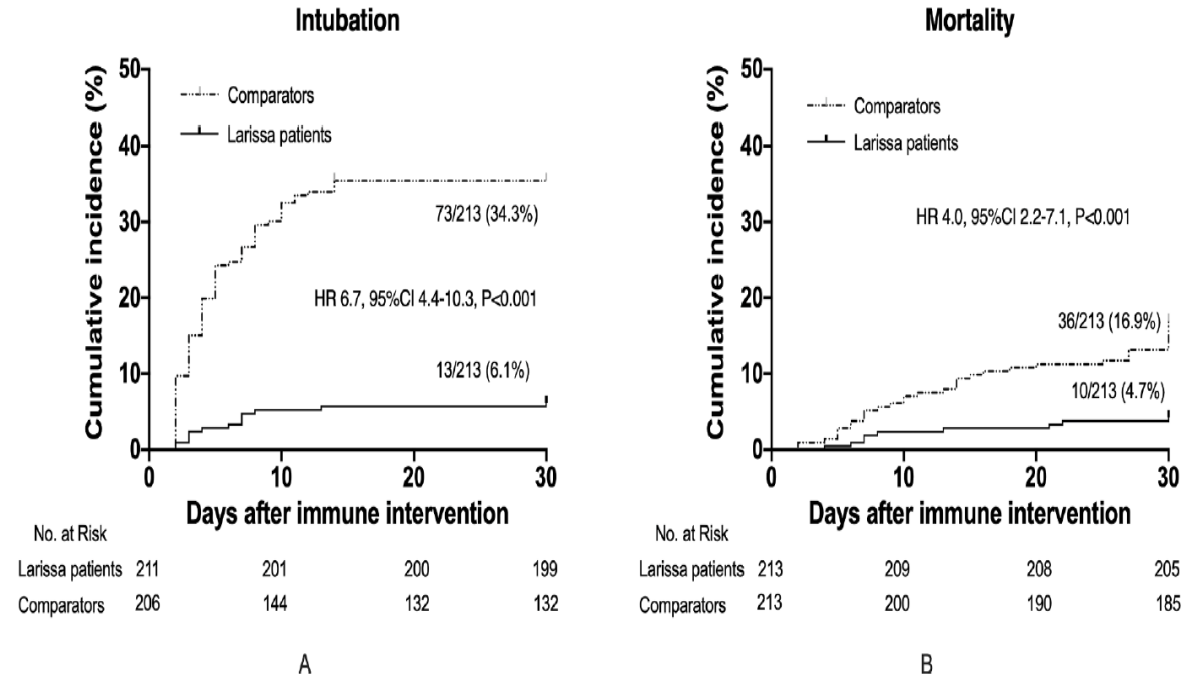 Intubation
Cumulative incidence (%)
50
40
30
20
10
0
Comparators
Larissa patients
73/213 (34.3%)
HR 6.7, 95%CI 4.4-10.3, P<0.001
13/213 (6.1%)
0 10 20 30
Days after immune intervention
No. at Risk
Larissa patients 211 201 200 199
Comparators 206 144 132 132
A
Mortality
Cumulative incidence (%)
50
40
30
20
10
0
Comparators
Larissa patients
HR 4.0, 95%CI 2.2-7.1, P<0.001
36/213 (16.9%)
10/213 (4.7%)
0 10 20 30
Days after immune intervention
No. at Risk
Larissa patients 213 209 208 205
Comparators 213 200 190 185
B